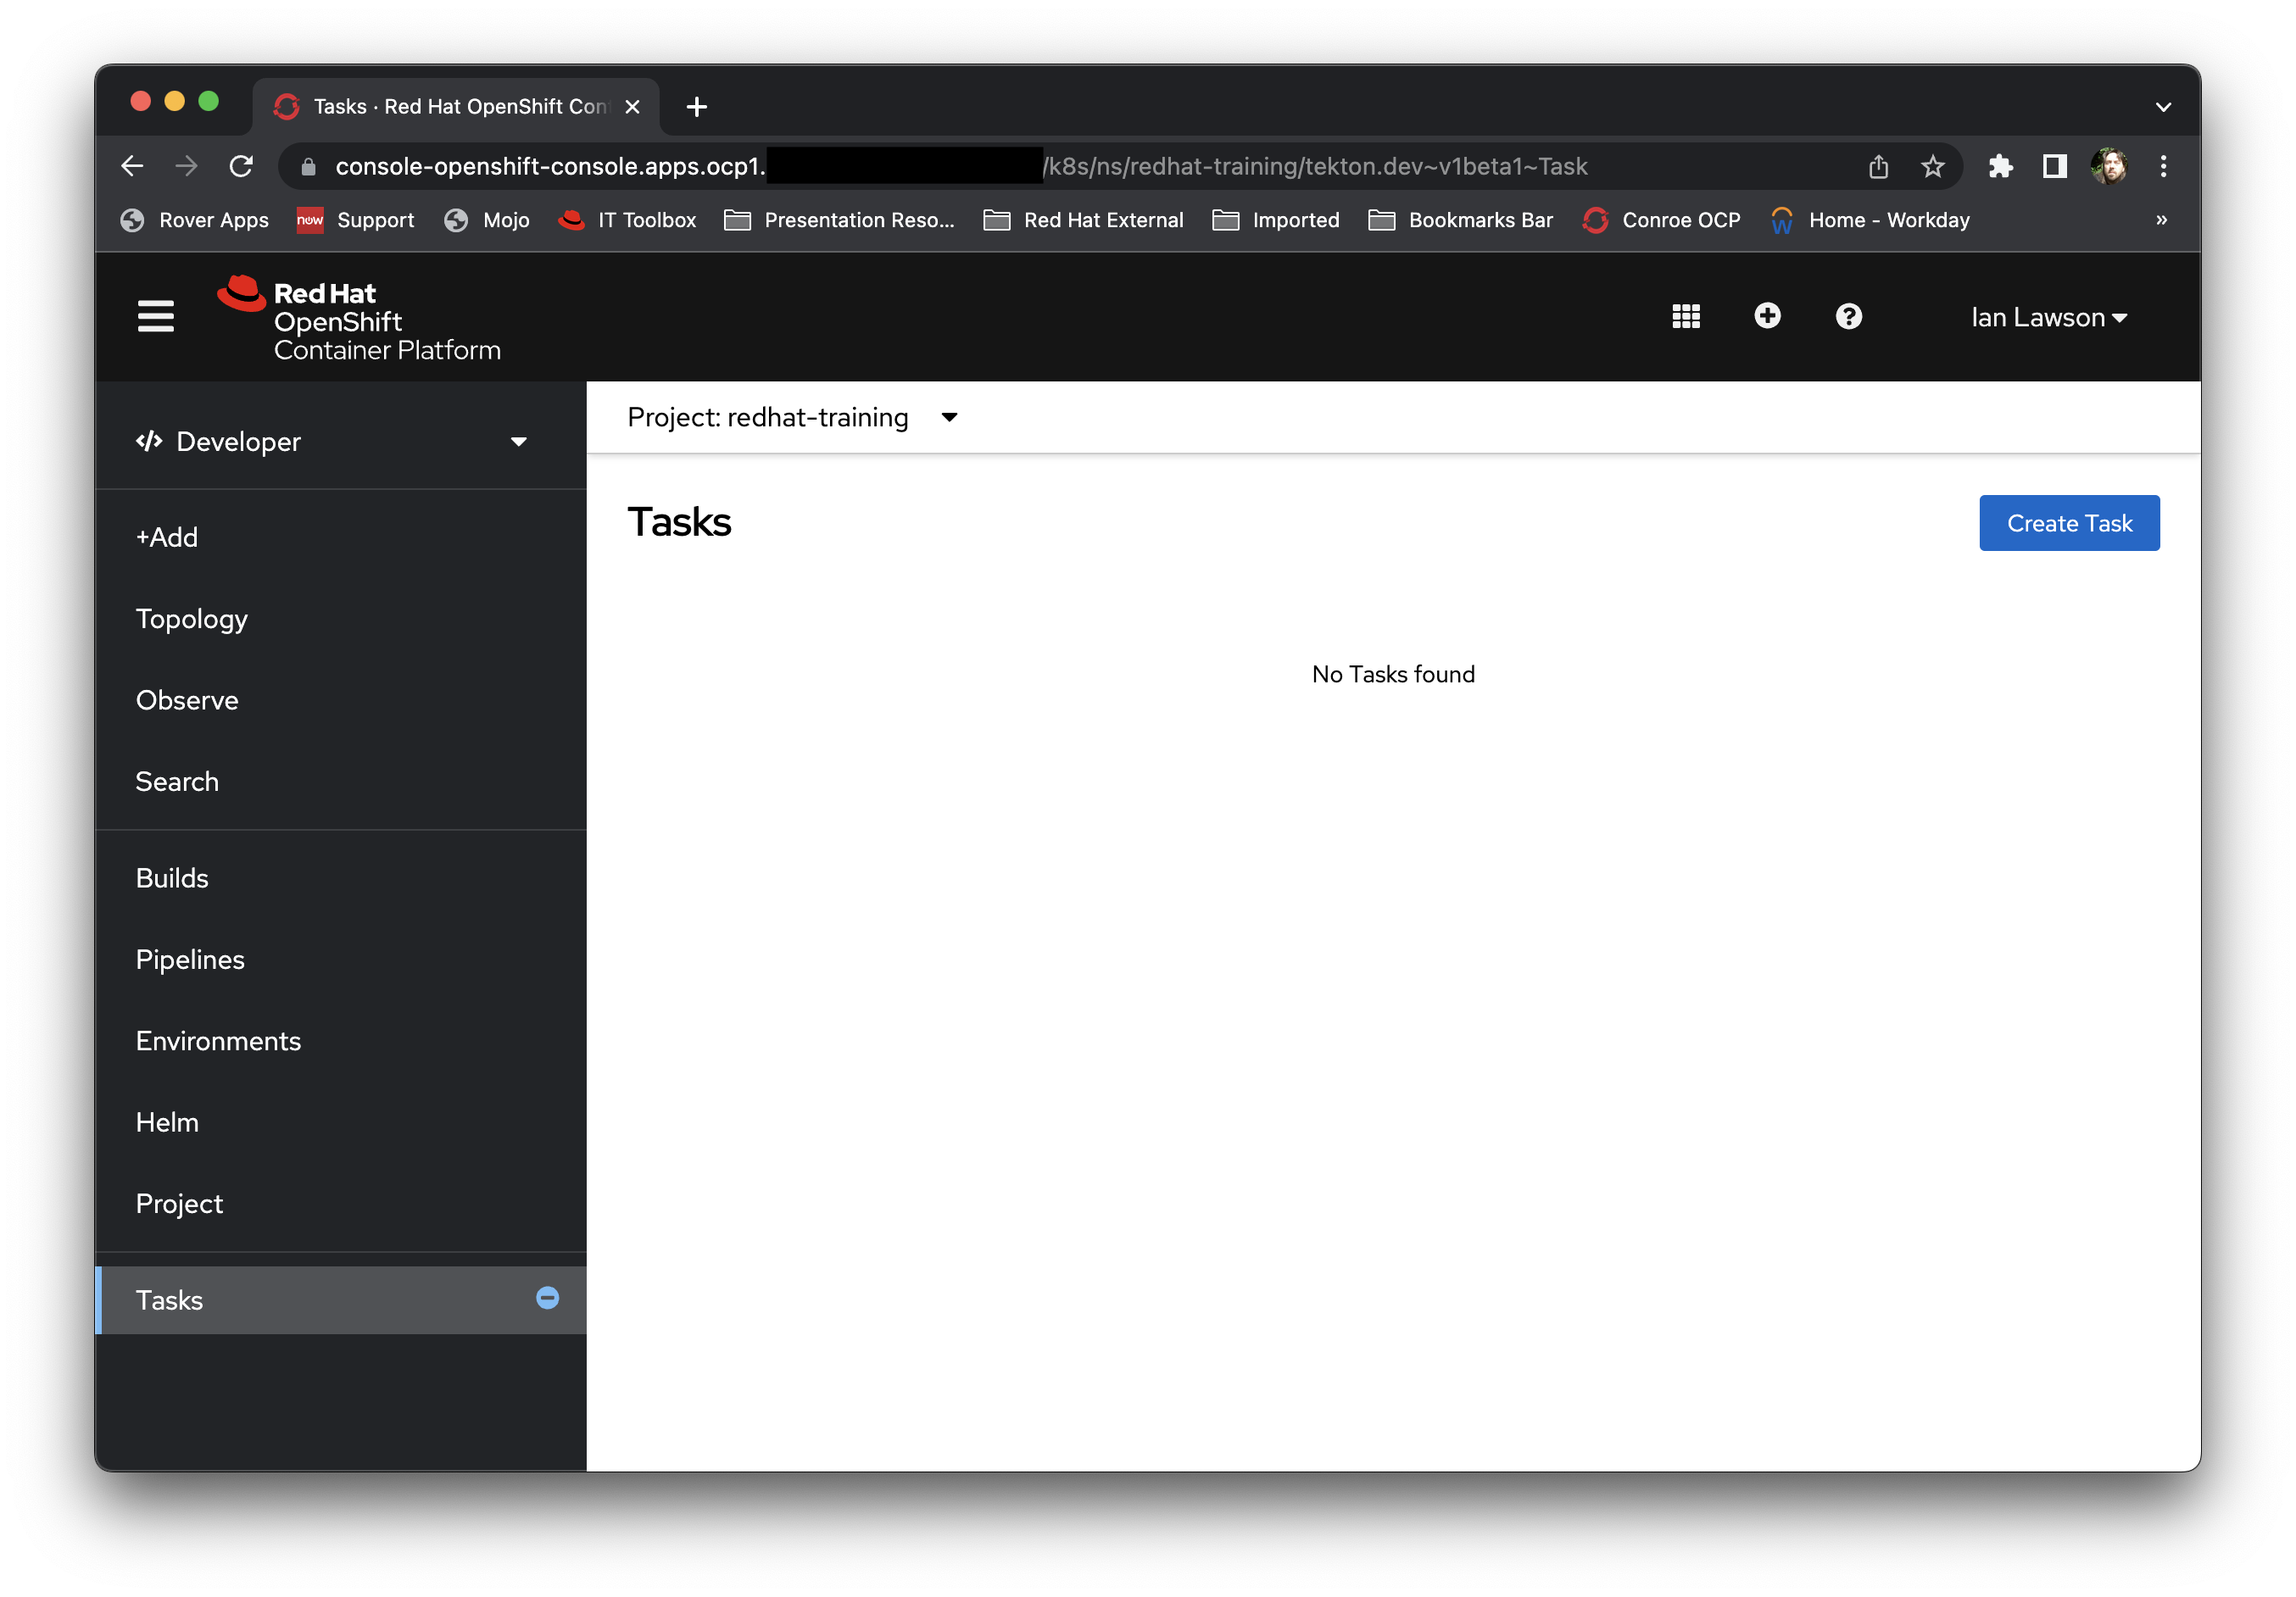 Tasks · Red Hat OpenShift Con
console-openshift-console.apps.ocp1. /k8s/ns/redhat-training/tekton.dev~v1beta1~Task
Rover Apps now Support Mojo IT Toolbox Presentation Reso... Red Hat External Imported Bookmarks Bar Conroe OCP W Home - Workday »
Red Hat
OpenShift
Container Platform
Ian Lawson
Developer
Project: redhat-training
Tasks
Create Task
No Tasks found
+Add
Topology
Observe
Search
Builds
Pipelines
Environments
Helm
Project
Tasks